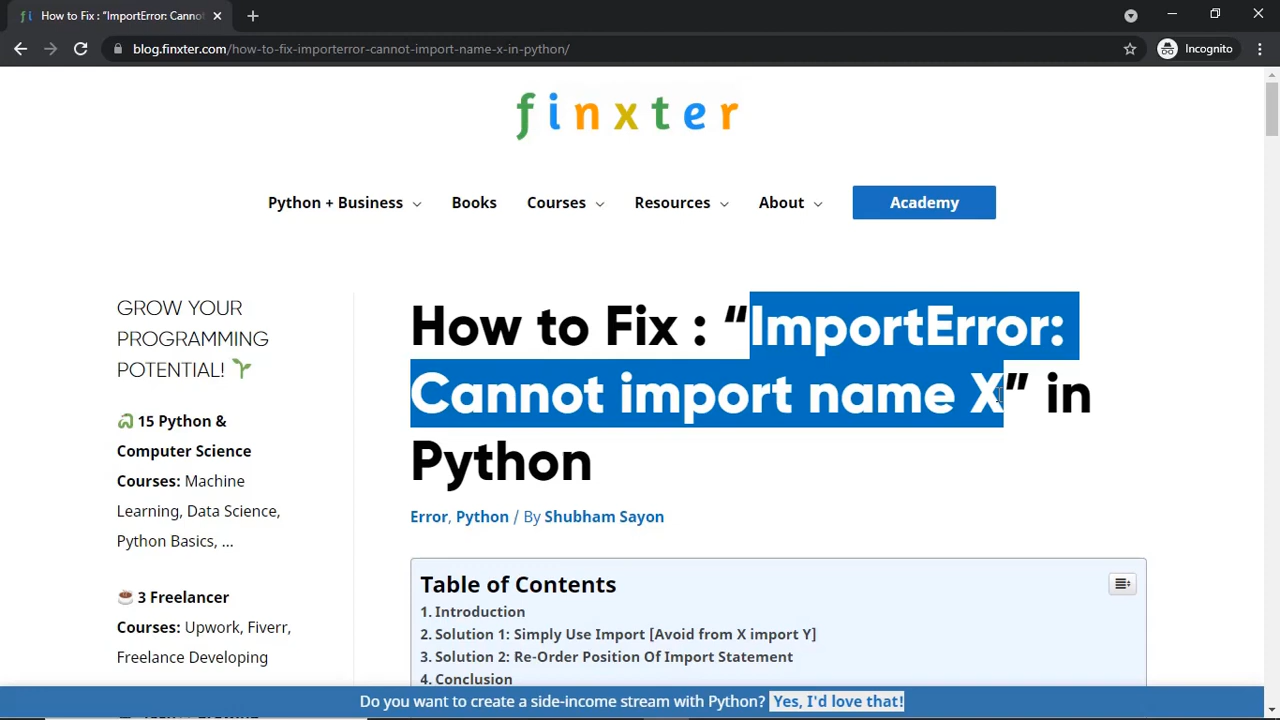 How to Fix : “ImportError: Canno
blog.finxter.com/how-to-fix-importerror-cannot-import-name-x-in-python/
Incognito
finxter
Python + Business
Books
Courses
Resources
About
Academy
GROW YOUR
PROGRAMMING
POTENTIAL!
15 Python &
Computer Science
Courses: Machine
Learning, Data Science,
Python Basics, ...
3 Freelancer
Courses: Upwork, Fiverr,
Freelance Developing
How to Fix : “ImportError:
Cannot import name X” in
Python
Error, Python / By Shubham Sayon
Table of Contents
1. Introduction
2. Solution 1: Simply Use Import [Avoid from X import Y]
3. Solution 2: Re-Order Position Of Import Statement
4. Conclusion
Do you want to create a side-income stream with Python? Yes, I'd love that!